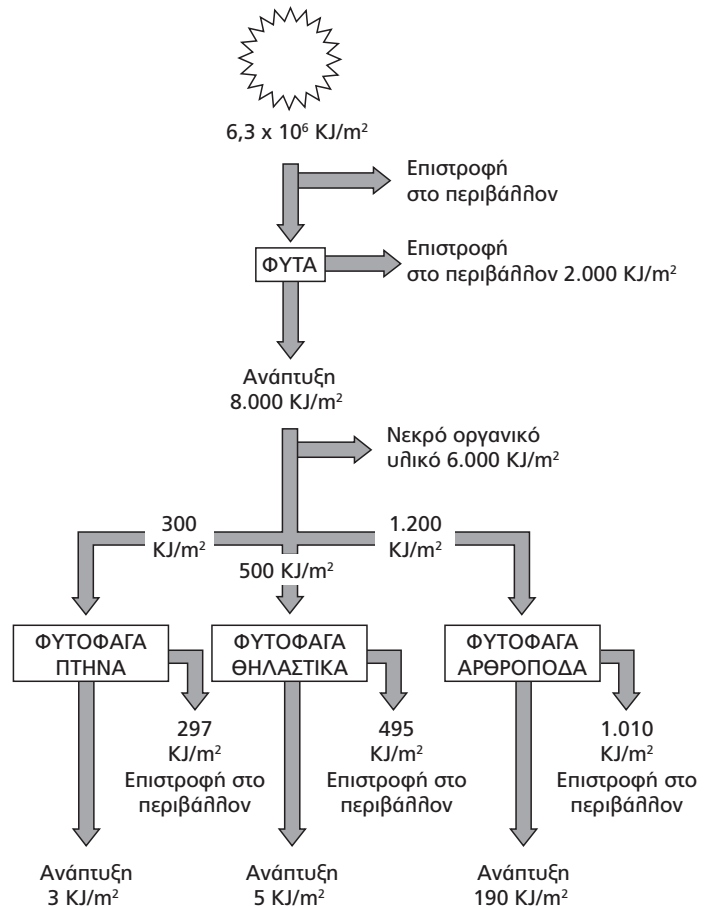 6,3 x 10⁶ KJ/m²
Επιστροφή
στο περιβάλλον
ΦΥΤΑ
Επιστροφή
στο περιβάλλον 2.000 KJ/m²
Ανάπτυξη
8.000 KJ/m²
Νεκρό οργανικό
υλικό 6.000 KJ/m²
300
KJ/m²
500 KJ/m²
1.200
KJ/m²
ΦΥΤΟΦΑΓΑ
ΠΤΗΝΑ
ΦΥΤΟΦΑΓΑ
ΘΗΛΑΣΤΙΚΑ
ΦΥΤΟΦΑΓΑ
ΑΡΘΡΟΠΟΔΑ
297
KJ/m²
Επιστροφή στο
περιβάλλον
495
KJ/m²
Επιστροφή στο
περιβάλλον
1.010
KJ/m²
Επιστροφή στο
περιβάλλον
Ανάπτυξη
3 KJ/m²
Ανάπτυξη
5 KJ/m²
Ανάπτυξη
190 KJ/m²